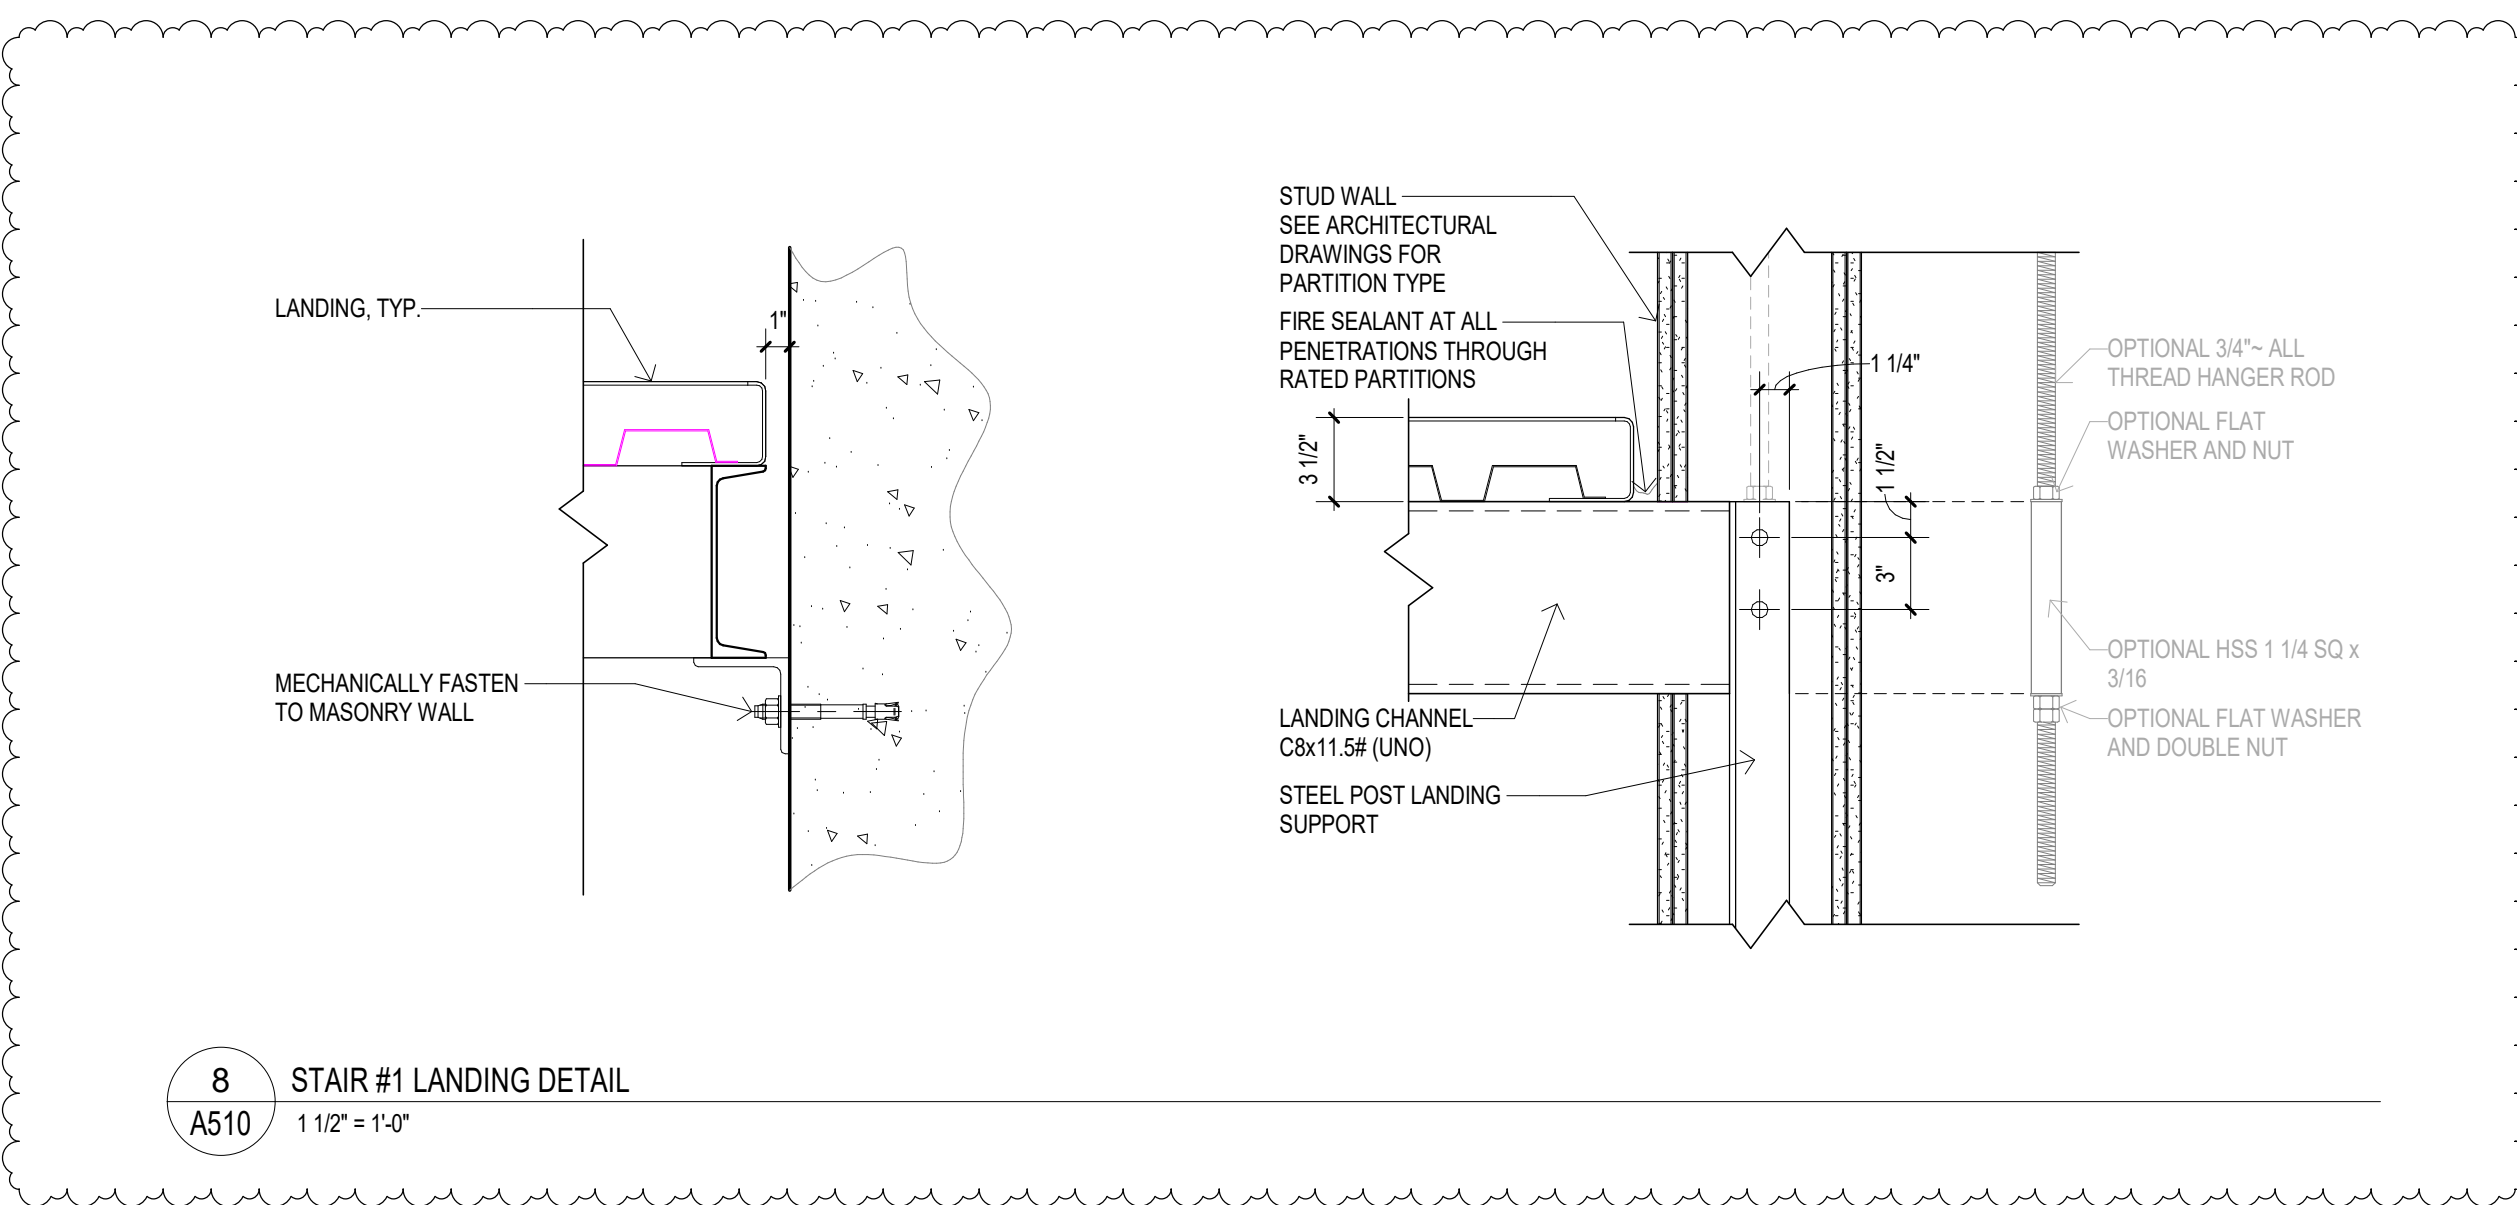 LANDING, TYP.
1"
MECHANICALLY FASTEN
TO MASONRY WALL
STUD WALL
SEE ARCHITECTURAL
DRAWINGS FOR
PARTITION TYPE
FIRE SEALANT AT ALL
PENETRATIONS THROUGH
RATED PARTITIONS
3 1/2"
1 1/4"
1 1/2"
3"
LANDING CHANNEL
C8x11.5# (UNO)
STEEL POST LANDING
SUPPORT
OPTIONAL 3/4"~ ALL
THREAD HANGER ROD
OPTIONAL FLAT
WASHER AND NUT
OPTIONAL HSS 1 1/4 SQ x
3/16
OPTIONAL FLAT WASHER
AND DOUBLE NUT
8
A510
STAIR #1 LANDING DETAIL
1 1/2" = 1'-0"